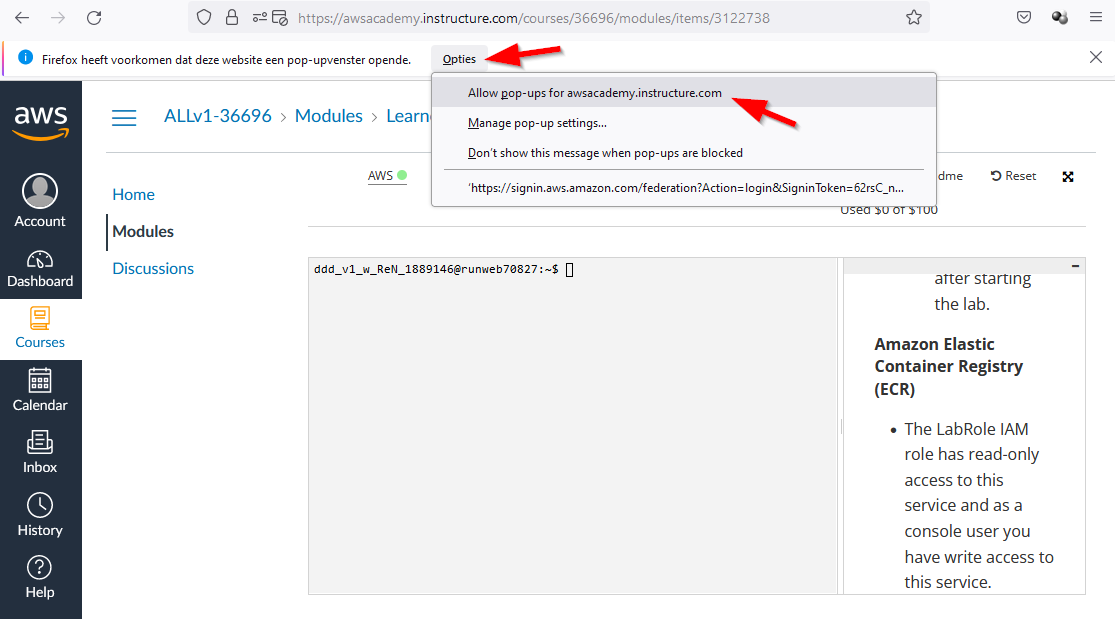 https://awsacademy.instructure.com/courses/36696/modules/items/3122738
Firefox heeft voorkomen dat deze website een pop-upvenster opende.
Opties
Allow pop-ups for awsacademy.instructure.com
Manage pop-up settings...
Don't show this message when pop-ups are blocked
'https://signin.aws.amazon.com/federation?Action=login&SigninToken=62rsC_n...
aws
Account
Dashboard
Courses
Calendar
Inbox
History
Help
ALLv1-36696 > Modules > Learn
Home
Modules
Discussions
AWS
Reset
Used $0 of $100
ddd_v1_w_ReN_1889146@runweb70827:~$
after starting
the lab.
Amazon Elastic
Container Registry
(ECR)
• The LabRole IAM
role has read-only
access to this
service and as a
console user you
have write access to
this service.